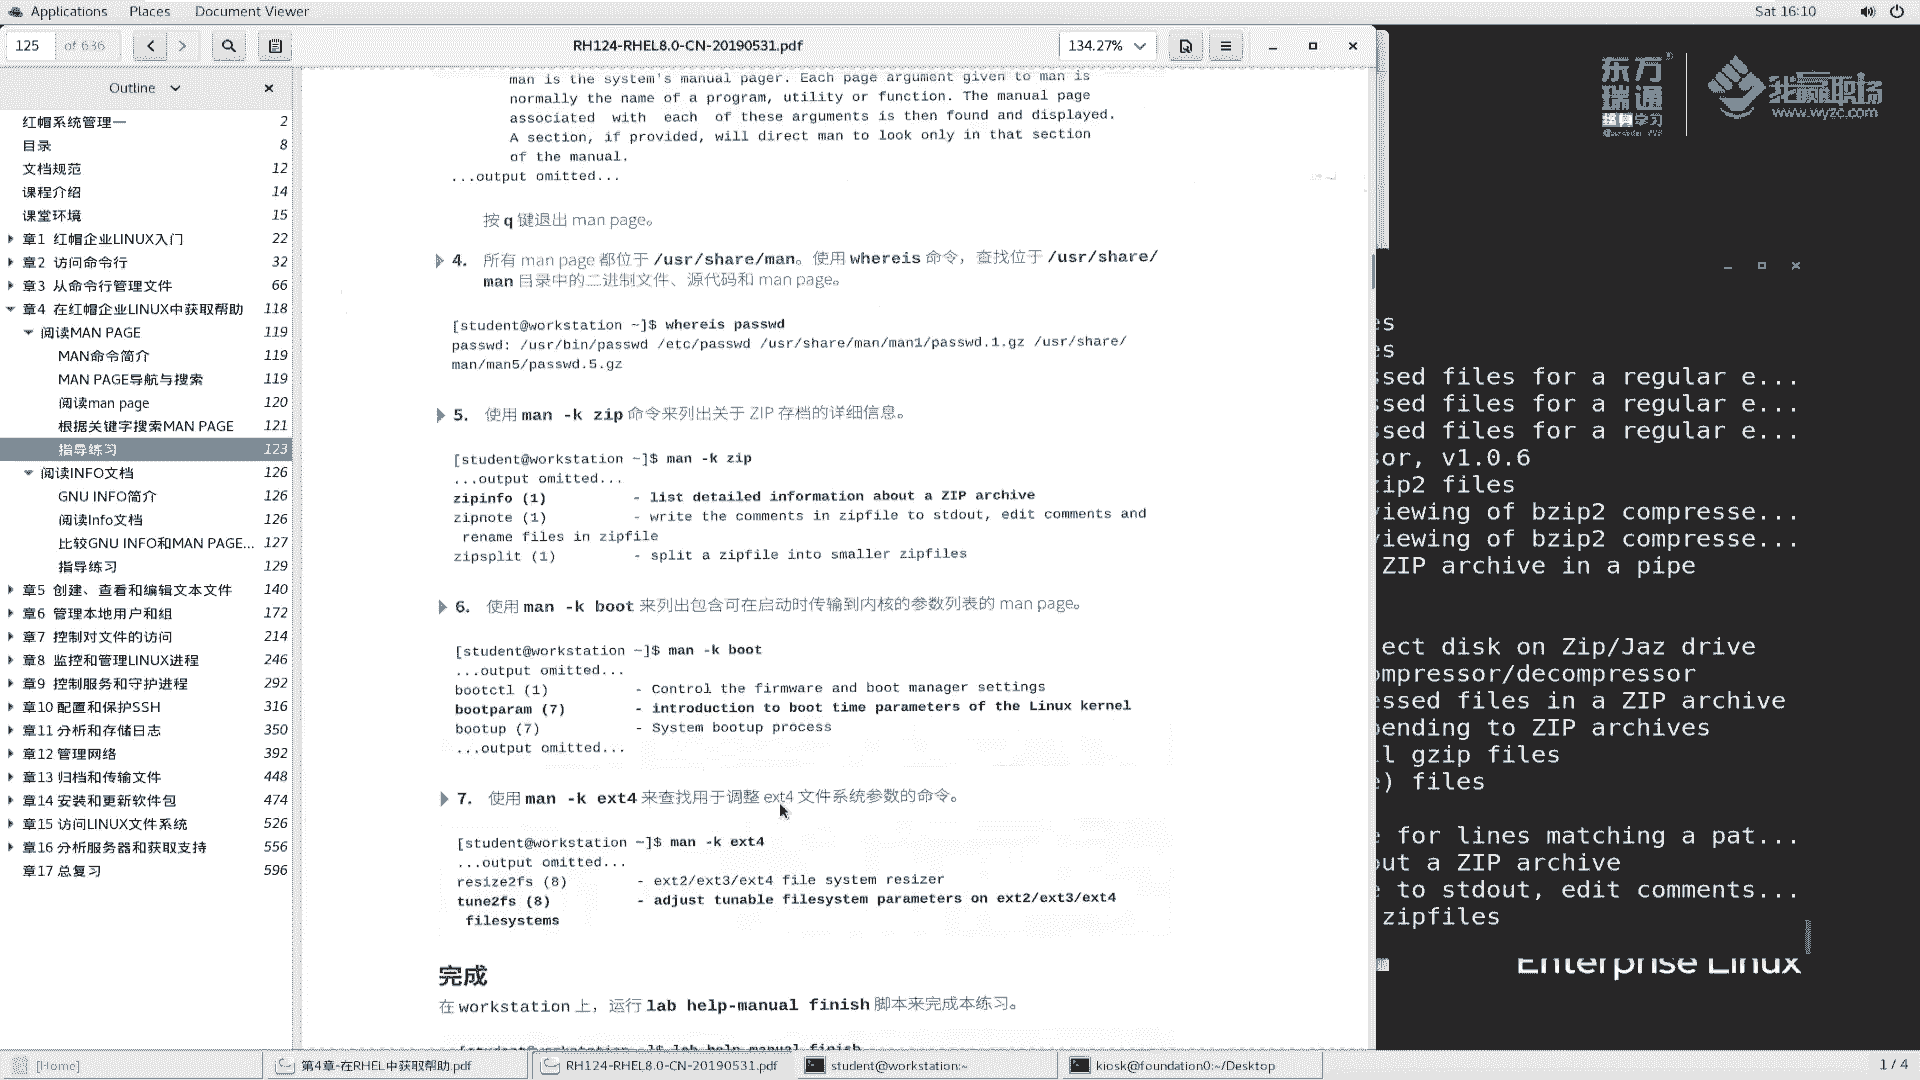 Applications Places Document Viewer Sat 16:10
125 of 636 RH124-RHEL8.0-CN-20190531.pdf 134.27%
Outline
红帽系统管理一 2
目录 8
文档规范 12
课程介绍 14
课堂环境 15
章1 红帽企业LINUX入门 22
章2 访问命令行 32
章3 从命令行管理文件 66
章4 在红帽企业LINUX中获取帮助 118
阅读MAN PAGE 119
MAN命令简介 119
MAN PAGE导航与搜索 119
阅读man page 120
根据关键字搜索MAN PAGE 121
指导练习 123
阅读INFO文档 126
GNU INFO简介 126
阅读Info文档 126
比较GNU INFO和MAN PAGE... 127
指导练习 129
章5 创建、查看和编辑文本文件 140
章6 管理本地用户和组 172
章7 控制对文件的访问 214
章8 监控和管理LINUX进程 246
章9 控制服务和守护进程 292
章10 配置和保护SSH 316
章11 分析和存储日志 350
章12 管理网络 392
章13 归档和传输文件 448
章14 安装和更新软件包 474
章15 访问LINUX文件系统 526
章16 分析服务器和获取支持 556
章17 总复习 596
man is the system's manual pager. Each page argument given to man is
normally the name of a program, utility or function. The manual page
associated with each of these arguments is then found and displayed.
A section, if provided, will direct man to look only in that section
of the manual.
...output omitted...
按 q 键退出 man page。
4. 所有 man page 都位于 /usr/share/man。使用 whereis 命令，查找位于 /usr/share/
man 目录中的二进制文件、源代码和 man page。
[student@workstation ~]$ whereis passwd
passwd: /usr/bin/passwd /etc/passwd /usr/share/man/man1/passwd.1.gz /usr/share/
man/man5/passwd.5.gz
5. 使用 man -k zip 命令来列出关于 ZIP 存档的详细信息。
[student@workstation ~]$ man -k zip
...output omitted...
zipinfo (1) - list detailed information about a ZIP archive
zipnote (1) - write the comments in zipfile to stdout, edit comments and
rename files in zipfile
zipsplit (1) - split a zipfile into smaller zipfiles
6. 使用 man -k boot 来列出包含可在启动时传输到内核的参数列表的 man page。
[student@workstation ~]$ man -k boot
...output omitted...
bootctl (1) - Control the firmware and boot manager settings
bootparam (7) - introduction to boot time parameters of the Linux kernel
bootup (7) - System bootup process
...output omitted...
7. 使用 man -k ext4 来查找用于调整 ext4 文件系统参数的命令。
[student@workstation ~]$ man -k ext4
...output omitted...
resize2fs (8) - ext2/ext3/ext4 file system resizer
tune2fs (8) - adjust tunable filesystem parameters on ext2/ext3/ext4
filesystems
完成
在 workstation 上，运行 lab help-manual finish 脚本来完成本练习。
[student@workstation ~]$ lab help-manual finish
东方
瑞通
终身学习
我赢职场
www.wyzc.com
es
es
ssed files for a regular e...
ssed files for a regular e...
ssed files for a regular e...
sor, v1.0.6
zip2 files
viewing of bzip2 compresse...
viewing of bzip2 compresse...
ZIP archive in a pipe
ect disk on Zip/Jaz drive
ompressor/decompressor
essed files in a ZIP archive
pending to ZIP archives
ll gzip files
e) files
e for lines matching a pat...
out a ZIP archive
e to stdout, edit comments...
zipfiles
Enterprise Linux
[Home] 第4章-在RHEL中获取帮助.pdf RH124-RHEL8.0-CN-20190531.pdf student@workstation:~ kiosk@foundation0:~/Desktop 1 / 4